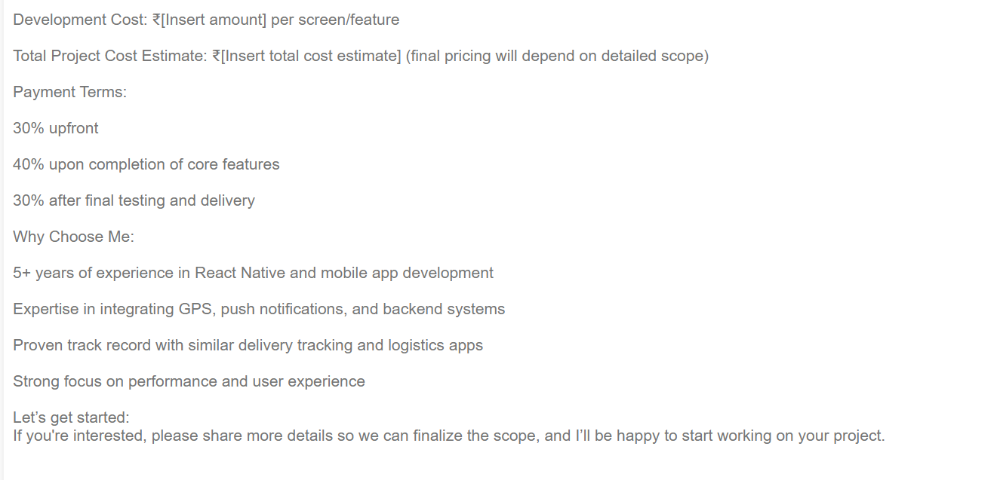 Development Cost: ₹[Insert amount] per screen/feature
Total Project Cost Estimate: ₹[Insert total cost estimate] (final pricing will depend on detailed scope)
Payment Terms:
30% upfront
40% upon completion of core features
30% after final testing and delivery
Why Choose Me:
5+ years of experience in React Native and mobile app development
Expertise in integrating GPS, push notifications, and backend systems
Proven track record with similar delivery tracking and logistics apps
Strong focus on performance and user experience
Let’s get started:
If you're interested, please share more details so we can finalize the scope, and I’ll be happy to start working on your project.